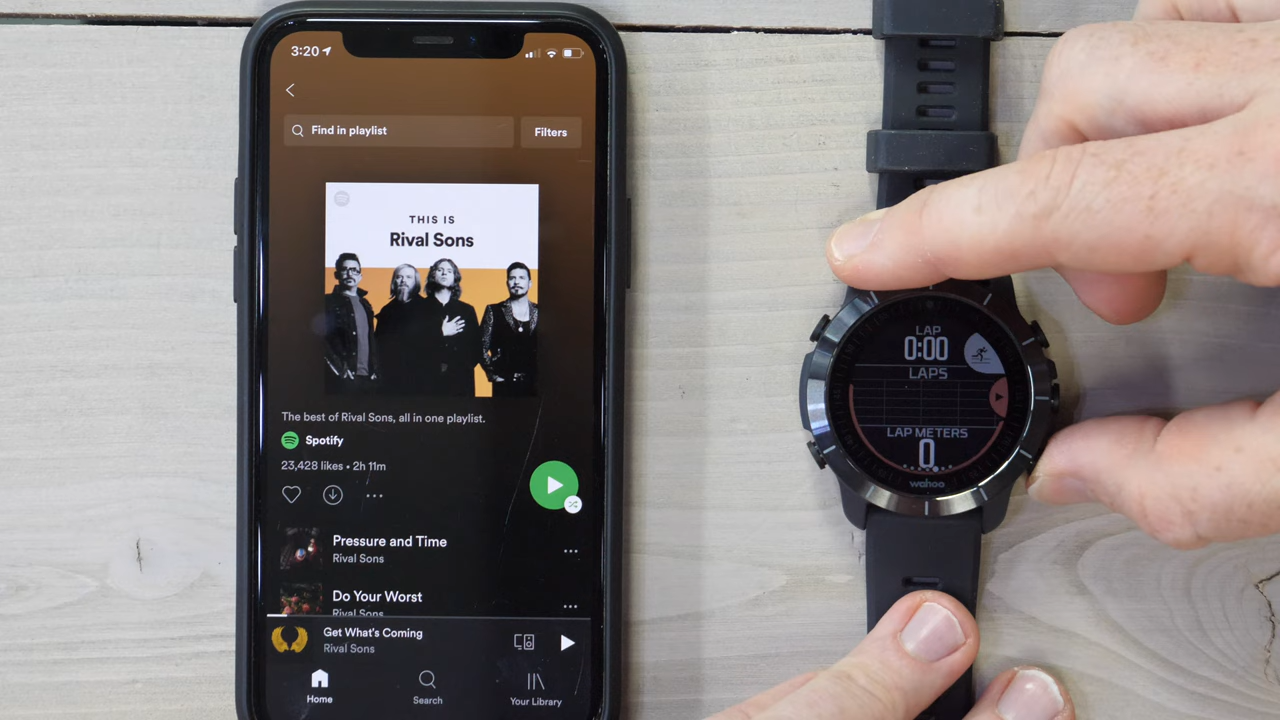 3:20
Find in playlist
Filters
THIS IS
Rival Sons
The best of Rival Sons, all in one playlist.
Spotify
23,428 likes • 2h 11m
Pressure and Time
Rival Sons
Do Your Worst
Rival Sons
Get What's Coming
Rival Sons
Home
Search
Your Library
LAP
0:00
LAPS
LAP METERS
0
wahoo